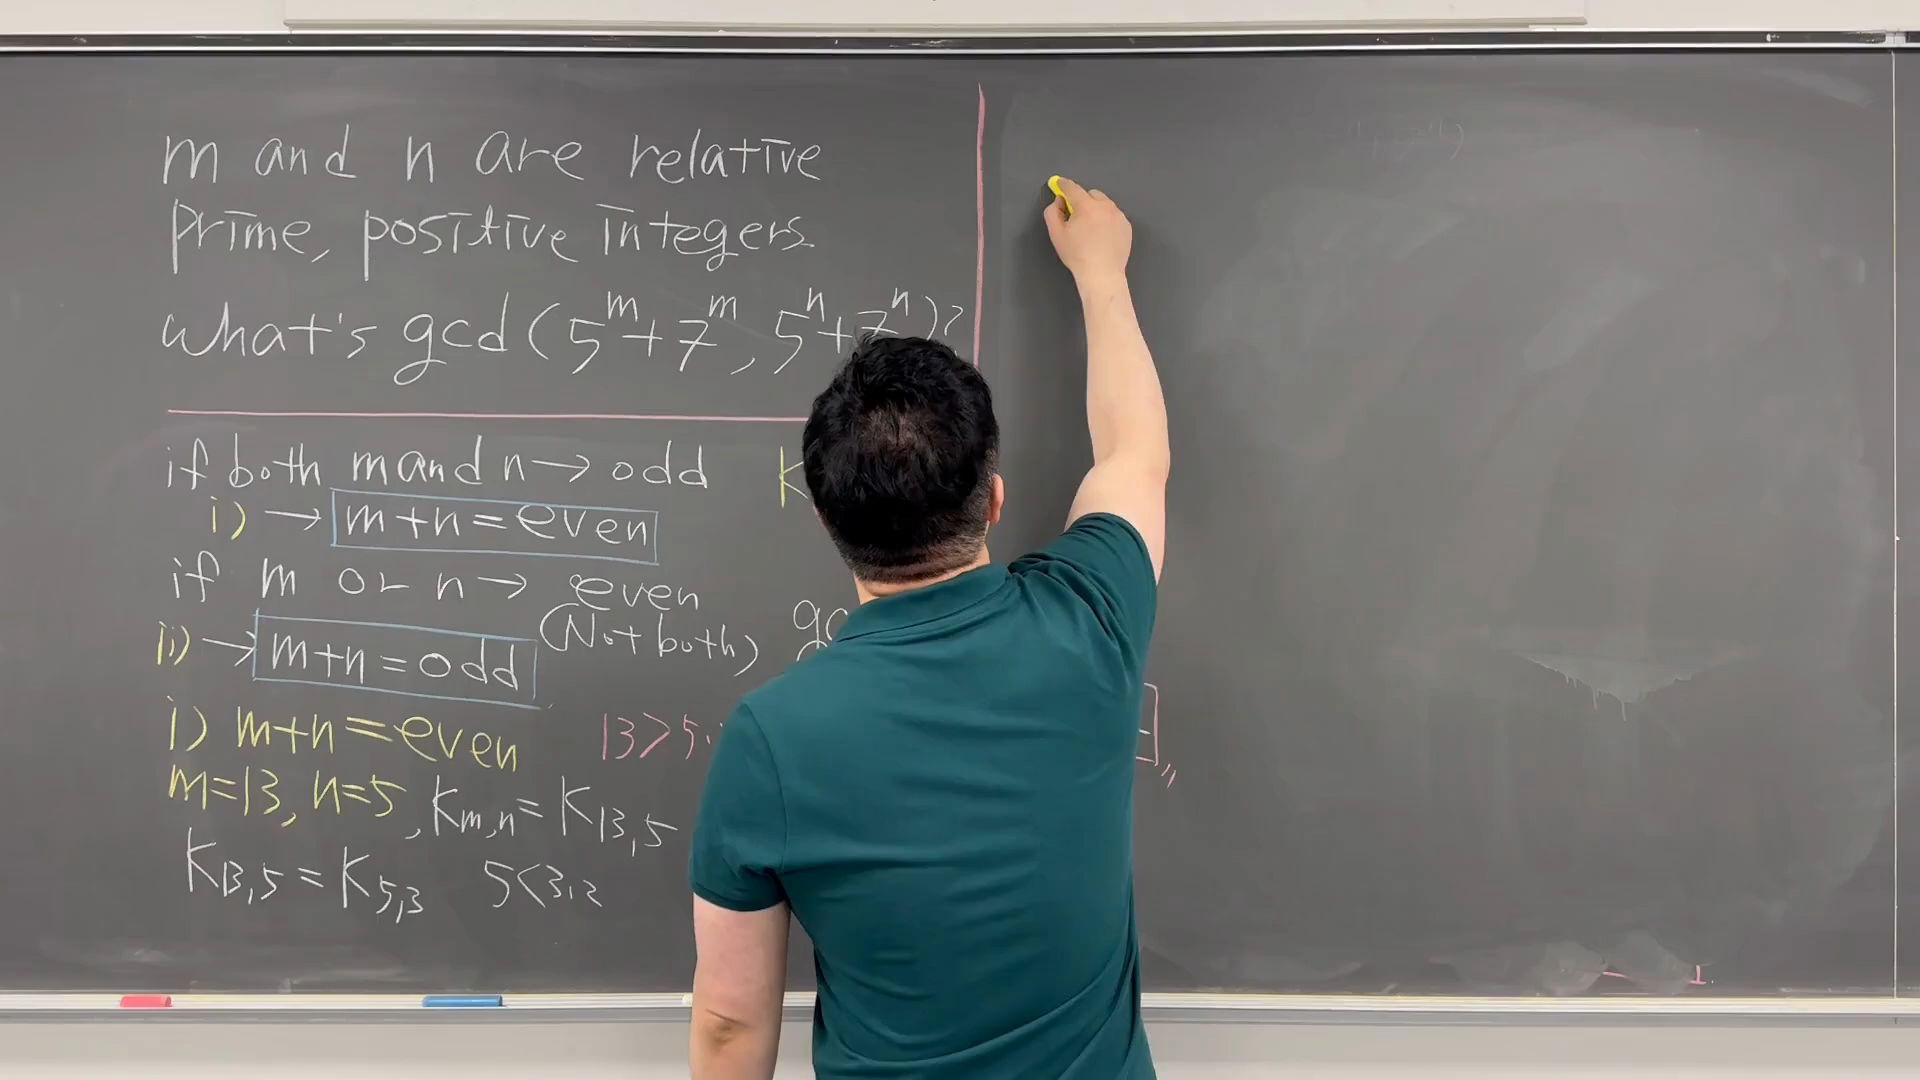 m and n are relative
prime, positive integers.
what's gcd(5^m+7^m, 5^n+7^n)?
if both m and n → odd
i) → m+n=even
if m or n → even
(Not both)
ii) → m+n=odd
i) m+n=even
13>5.
m=13, n=5, K_m,n = K_13,5
K_13,5 = K_5,3 5<3.2